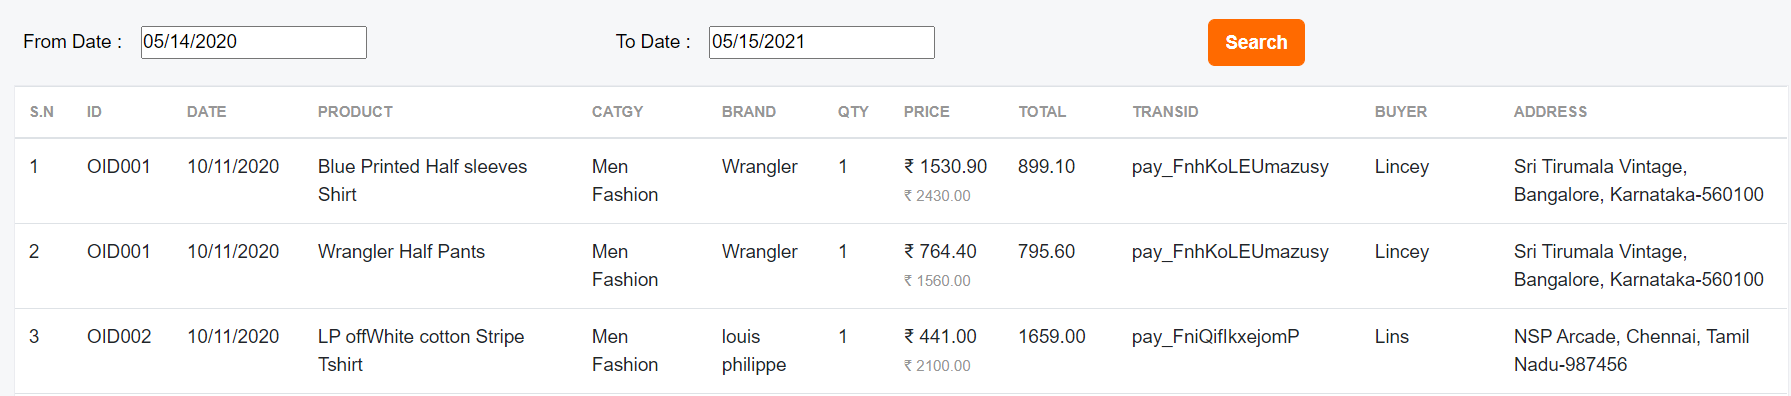 From Date : 05/14/2020 To Date : 05/15/2021 Search
S.N ID DATE PRODUCT CATGY BRAND QTY PRICE TOTAL TRANSID BUYER ADDRESS
1 OID001 10/11/2020 Blue Printed Half sleeves Men Wrangler 1 ₹ 1530.90 899.10 pay_FnhKoLEUmazusy Lincey Sri Tirumala Vintage,
Shirt Fashion ₹ 2430.00 Bangalore, Karnataka-560100
2 OID001 10/11/2020 Wrangler Half Pants Men Wrangler 1 ₹ 764.40 795.60 pay_FnhKoLEUmazusy Lincey Sri Tirumala Vintage,
Fashion ₹ 1560.00 Bangalore, Karnataka-560100
3 OID002 10/11/2020 LP offWhite cotton Stripe Men louis 1 ₹ 441.00 1659.00 pay_FniQifIkxejomP Lins NSP Arcade, Chennai, Tamil
Tshirt Fashion philippe ₹ 2100.00 Nadu-987456